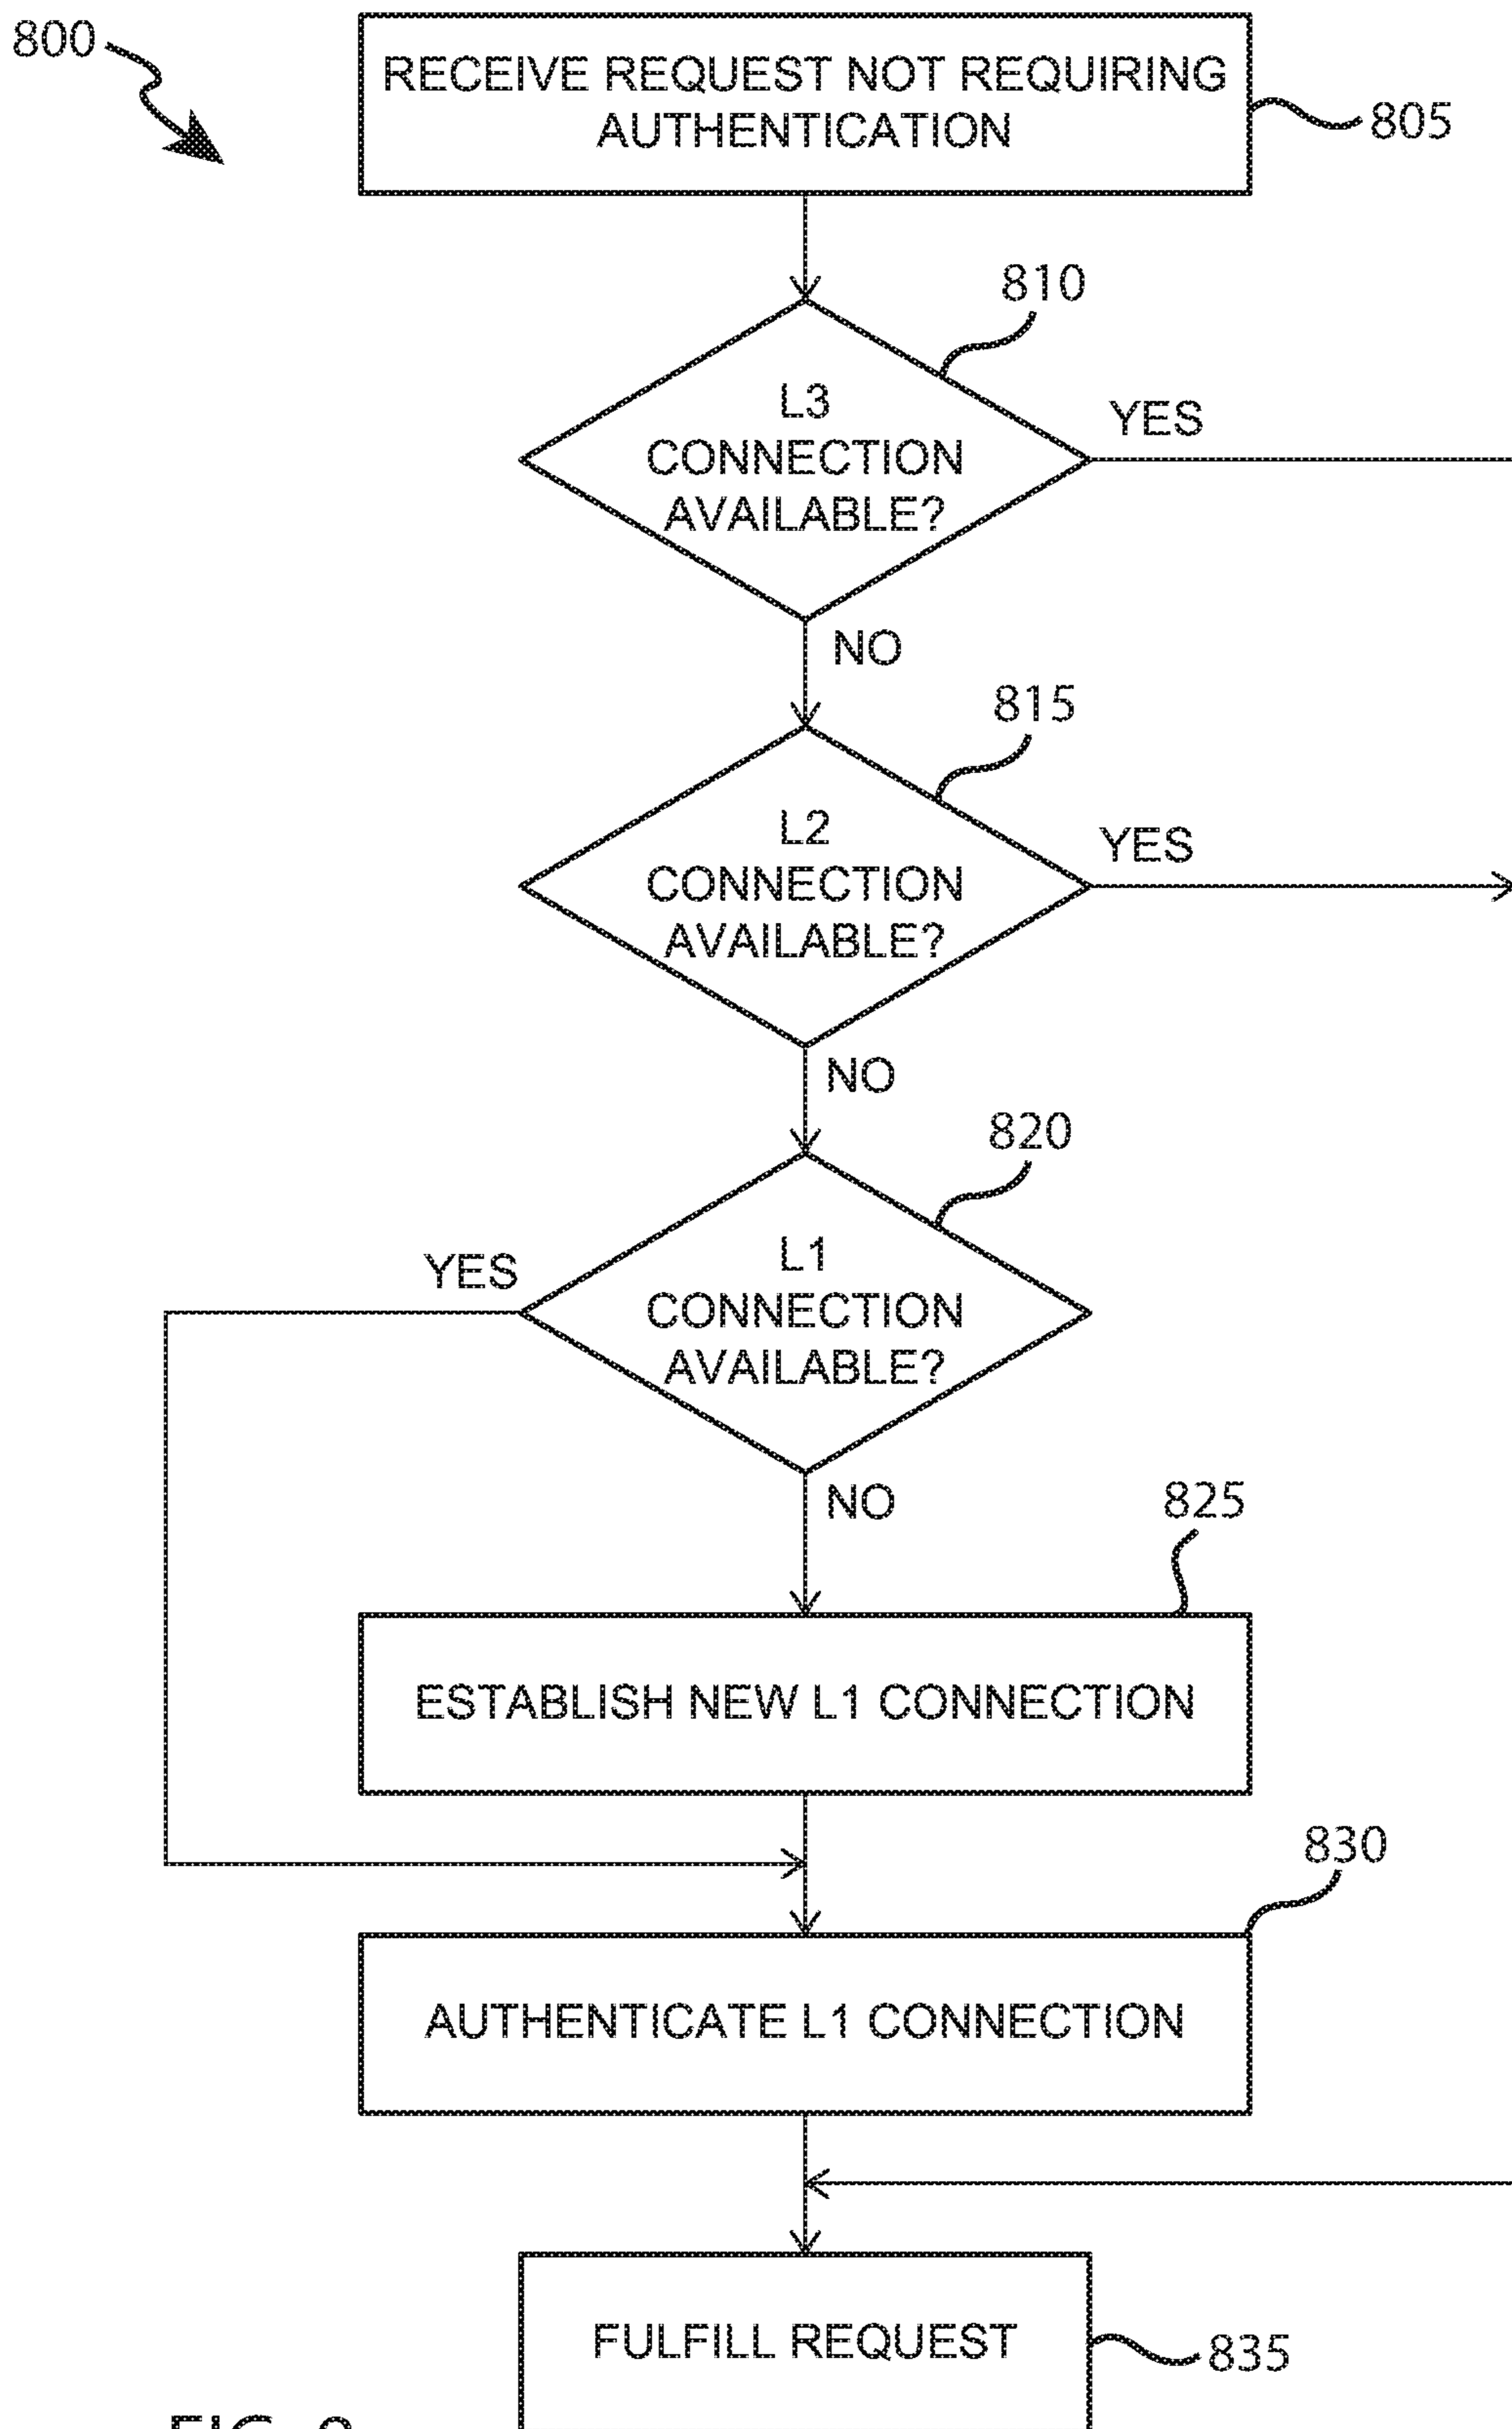 800
RECEIVE REQUEST NOT REQUIRING
AUTHENTICATION
805
810
L3
CONNECTION
AVAILABLE?
YES
NO
815
L2
CONNECTION
AVAILABLE?
YES
NO
820
YES
L1
CONNECTION
AVAILABLE?
NO
825
ESTABLISH NEW L1 CONNECTION
830
AUTHENTICATE L1 CONNECTION
FULFILL REQUEST
835